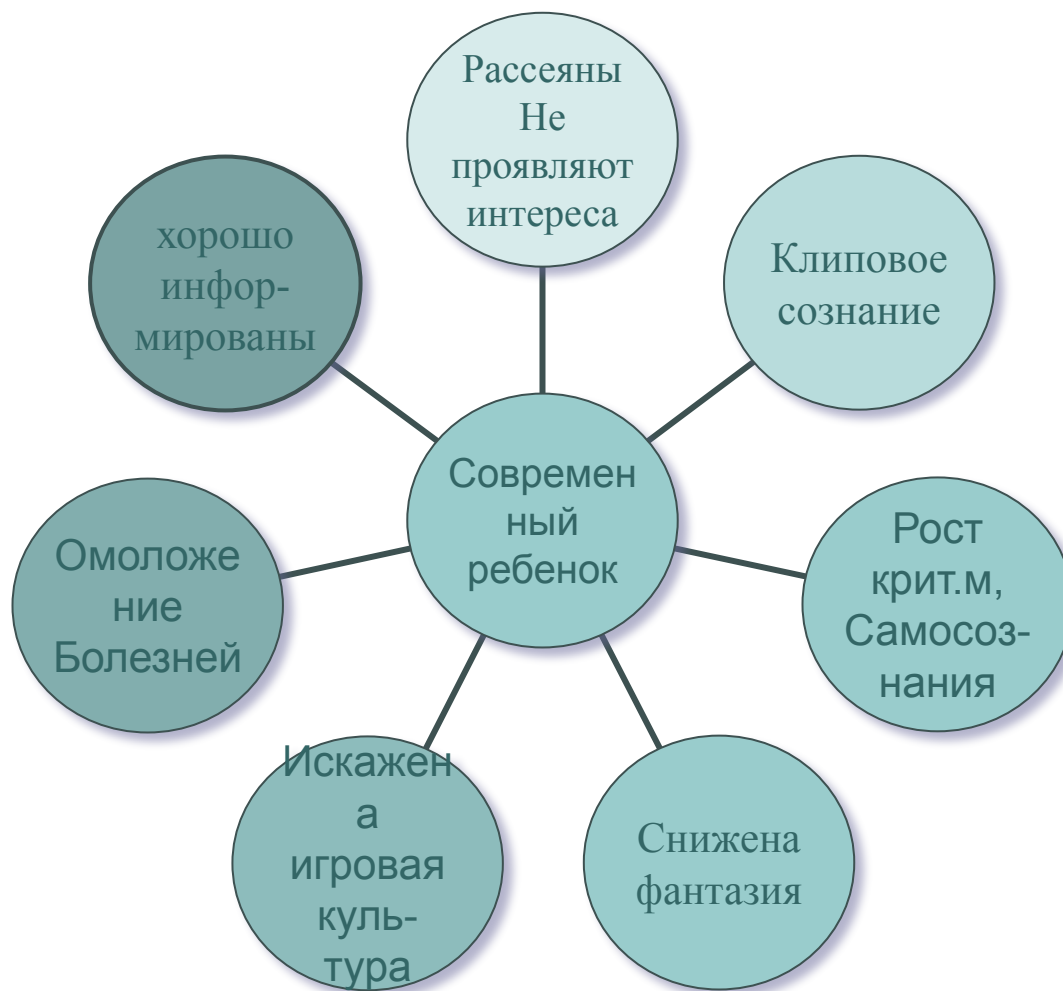 Рассеяны
Не
проявляют
интереса
Клиповое
сознание
Рост
крит.м,
Самосоз-
нания
Снижена
фантазия
Искажен
а
игровая
куль-
тура
Омоложе
ние
Болезней
хорошо
инфор-
мированы
Современ
ный
ребенок